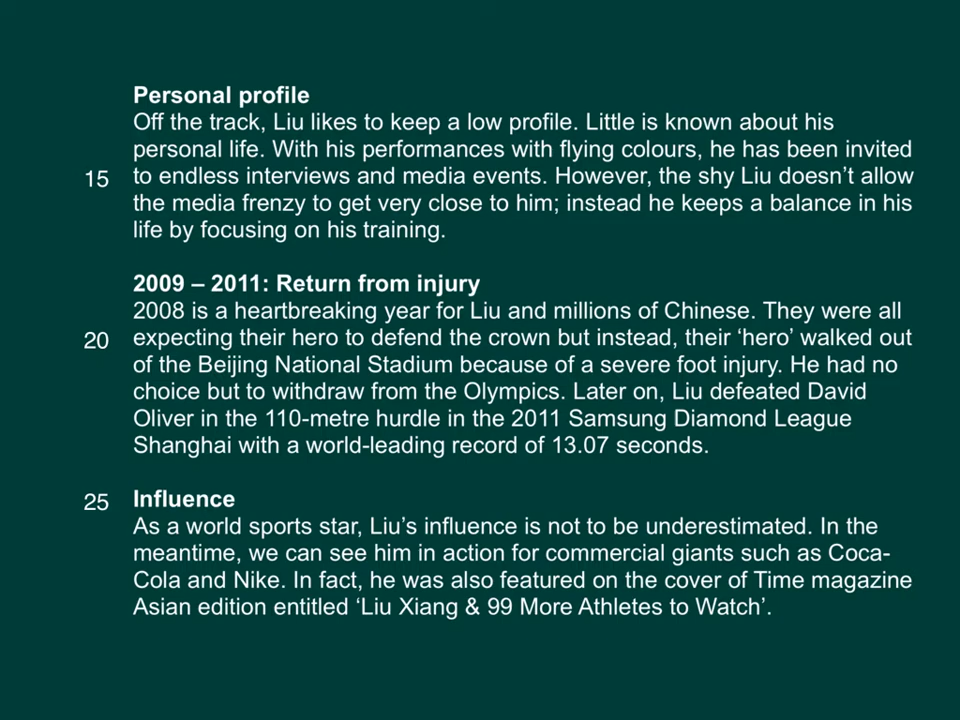 Personal profile
Off the track, Liu likes to keep a low profile. Little is known about his
personal life. With his performances with flying colours, he has been invited
15 to endless interviews and media events. However, the shy Liu doesn’t allow
the media frenzy to get very close to him; instead he keeps a balance in his
life by focusing on his training.
2009 – 2011: Return from injury
2008 is a heartbreaking year for Liu and millions of Chinese. They were all
20 expecting their hero to defend the crown but instead, their ‘hero’ walked out
of the Beijing National Stadium because of a severe foot injury. He had no
choice but to withdraw from the Olympics. Later on, Liu defeated David
Oliver in the 110-metre hurdle in the 2011 Samsung Diamond League
Shanghai with a world-leading record of 13.07 seconds.
25 Influence
As a world sports star, Liu’s influence is not to be underestimated. In the
meantime, we can see him in action for commercial giants such as Coca-
Cola and Nike. In fact, he was also featured on the cover of Time magazine
Asian edition entitled ‘Liu Xiang & 99 More Athletes to Watch’.